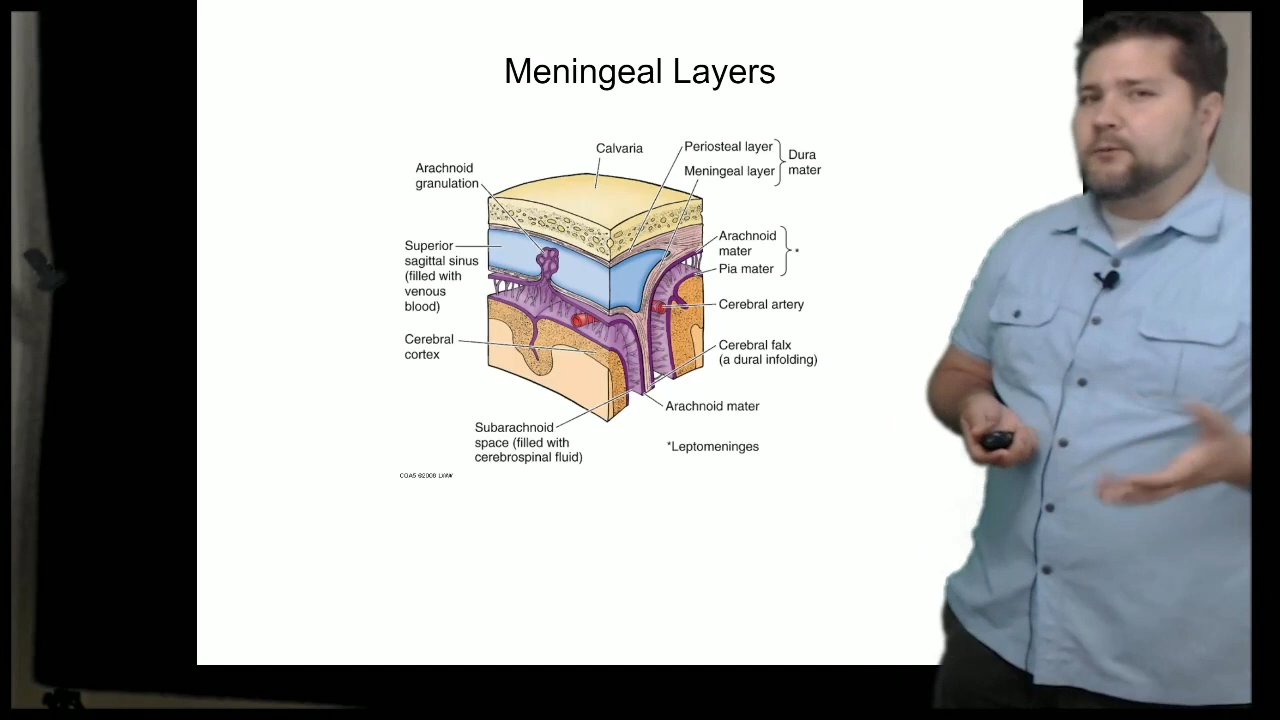 Meningeal Layers
Calvaria
Periosteal layer
Meningeal layer
Dura
mater
Arachnoid
granulation
Superior
sagittal sinus
(filled with
venous
blood)
Arachnoid
mater
*
Pia mater
Cerebral artery
Cerebral
cortex
Cerebral falx
(a dural infolding)
Arachnoid mater
Subarachnoid
space (filled with
cerebrospinal fluid)
*Leptomeninges